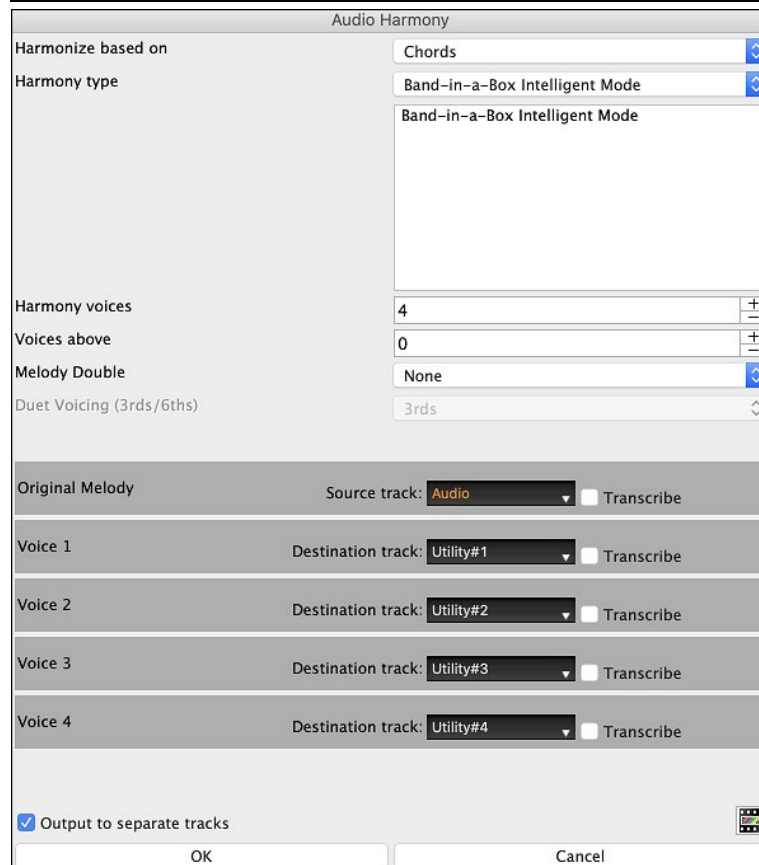 Audio Harmony
Harmonize based on Chords
Harmony type Band-in-a-Box Intelligent Mode
Band-in-a-Box Intelligent Mode
Harmony voices 4 + −
Voices above 0 + −
Melody Double None
Duet Voicing (3rds/6ths) 3rds
Original Melody Source track: Audio Transcribe
Voice 1 Destination track: Utility#1 Transcribe
Voice 2 Destination track: Utility#2 Transcribe
Voice 3 Destination track: Utility#3 Transcribe
Voice 4 Destination track: Utility#4 Transcribe
Output to separate tracks
OK Cancel